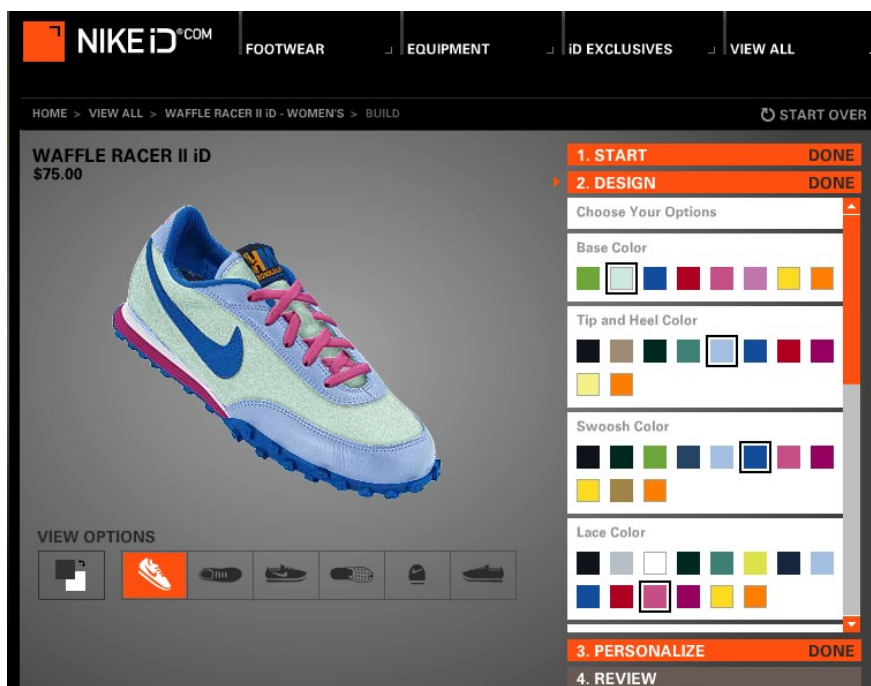 NIKE iD®COM
FOOTWEAR
EQUIPMENT
iD EXCLUSIVES
VIEW ALL
HOME > VIEW ALL > WAFFLE RACER II iD - WOMEN'S > BUILD
START OVER
WAFFLE RACER II iD
$75.00
1. START DONE
2. DESIGN DONE
Choose Your Options
Base Color
Tip and Heel Color
Swoosh Color
Lace Color
VIEW OPTIONS
3. PERSONALIZE DONE
4. REVIEW